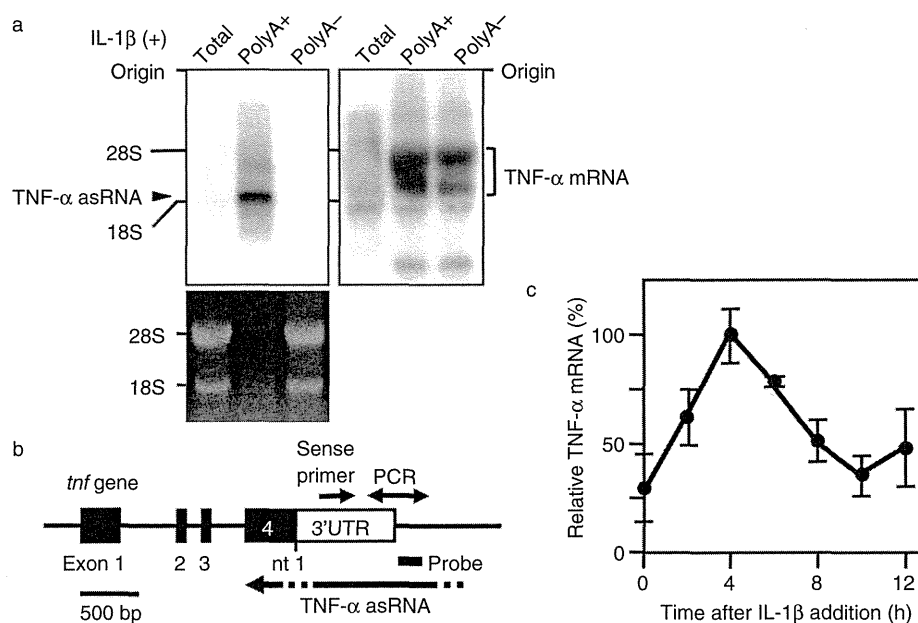 a
IL-1β (+)
Total
PolyA+
PolyA−
Total
PolyA+
PolyA−
Origin
Origin
28S
TNF-α asRNA
18S
TNF-α mRNA
28S
18S
b
tnf gene
Sense
primer
PCR
4
3'UTR
Exon 1
2
3
nt 1
Probe
500 bp
TNF-α asRNA
c
Relative TNF-α mRNA (%)
100
50
0
0
4
8
12
Time after IL-1β addition (h)